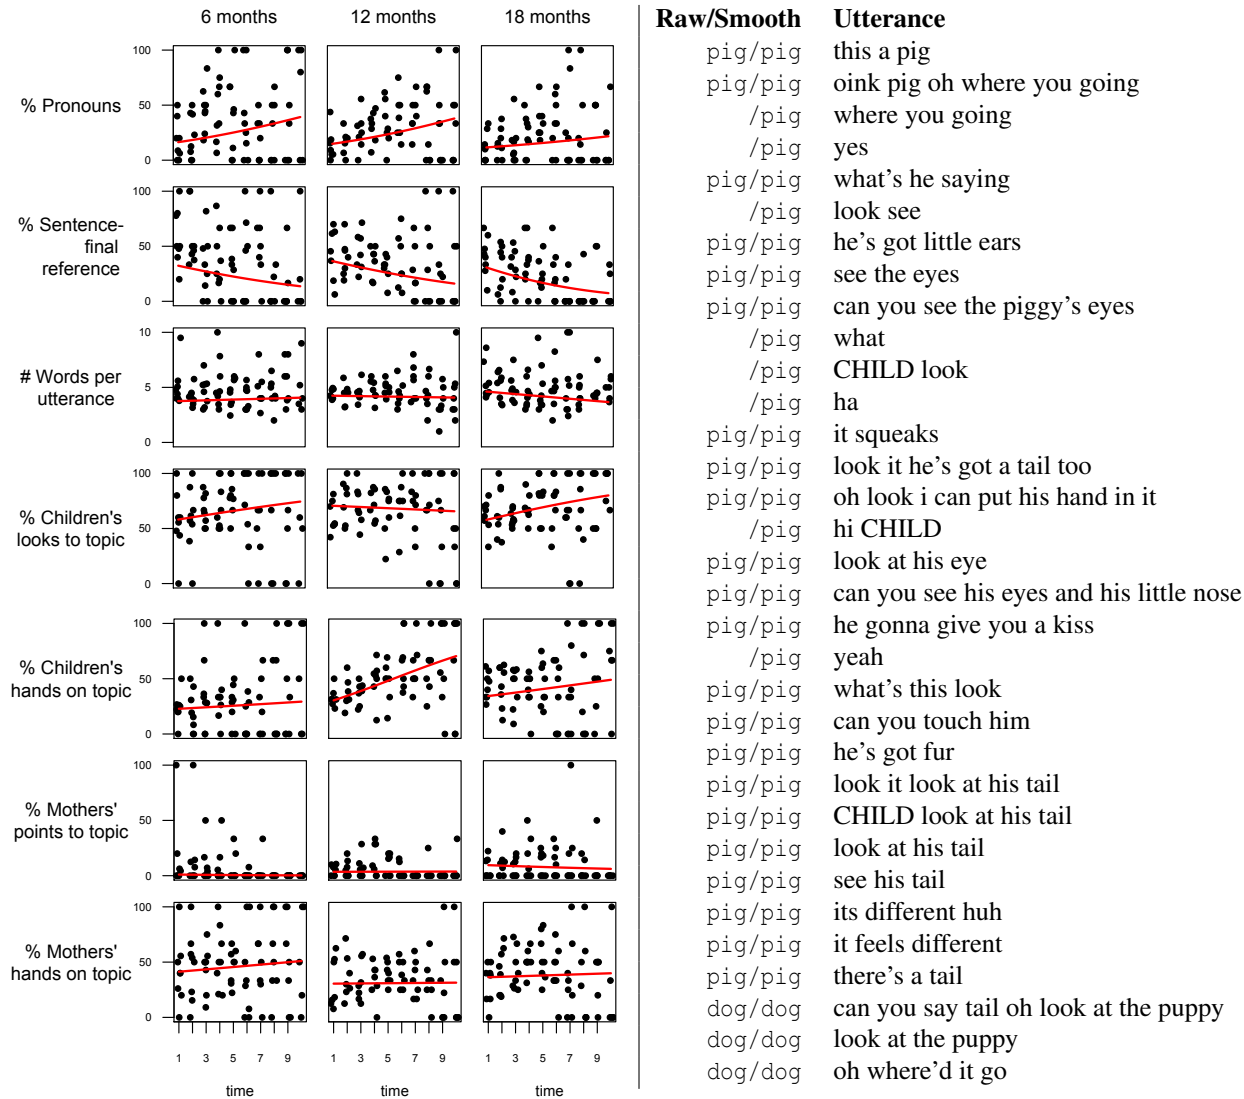 6 months 12 months 18 months
% Pronouns
100
50
0
% Sentence-
final
reference
100
50
0
# Words per
utterance
10
5
0
% Children's
looks to topic
100
50
0
% Children's
hands on topic
100
50
0
% Mothers'
points to topic
100
50
0
% Mothers'
hands on topic
100
50
0
1 3 5 7 9 1 3 5 7 9 1 3 5 7 9
time time time
Raw/Smooth Utterance
pig/pig this a pig
pig/pig oink pig oh where you going
/pig where you going
/pig yes
pig/pig what's he saying
/pig look see
pig/pig he's got little ears
pig/pig see the eyes
pig/pig can you see the piggy's eyes
/pig what
/pig CHILD look
/pig ha
pig/pig it squeaks
pig/pig look it he's got a tail too
pig/pig oh look i can put his hand in it
/pig hi CHILD
pig/pig look at his eye
pig/pig can you see his eyes and his little nose
pig/pig he gonna give you a kiss
/pig yeah
pig/pig what's this look
pig/pig can you touch him
pig/pig he's got fur
pig/pig look it look at his tail
pig/pig CHILD look at his tail
pig/pig look at his tail
pig/pig see his tail
pig/pig its different huh
pig/pig it feels different
pig/pig there's a tail
dog/dog can you say tail oh look at the puppy
dog/dog look at the puppy
dog/dog oh where'd it go